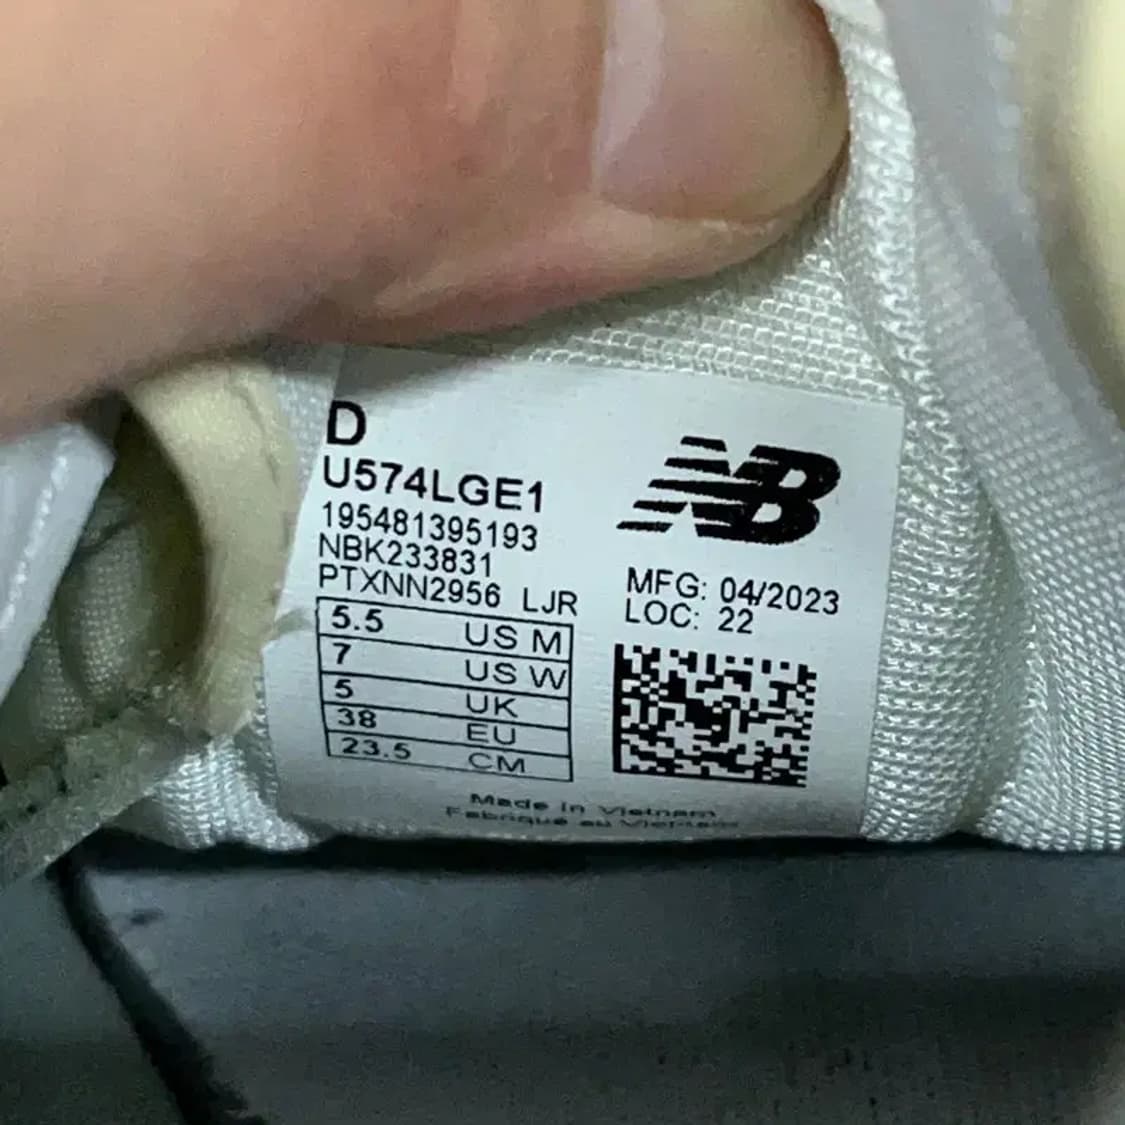 D
U574LGE1
195481395193
NBK233831
PTXNN2956 LJR
5.5 US M
7 US W
5 UK
38 EU
23.5 CM
NB
MFG: 04/2023
LOC: 22
Made in Vietnam
Fabriqué au Vietnam